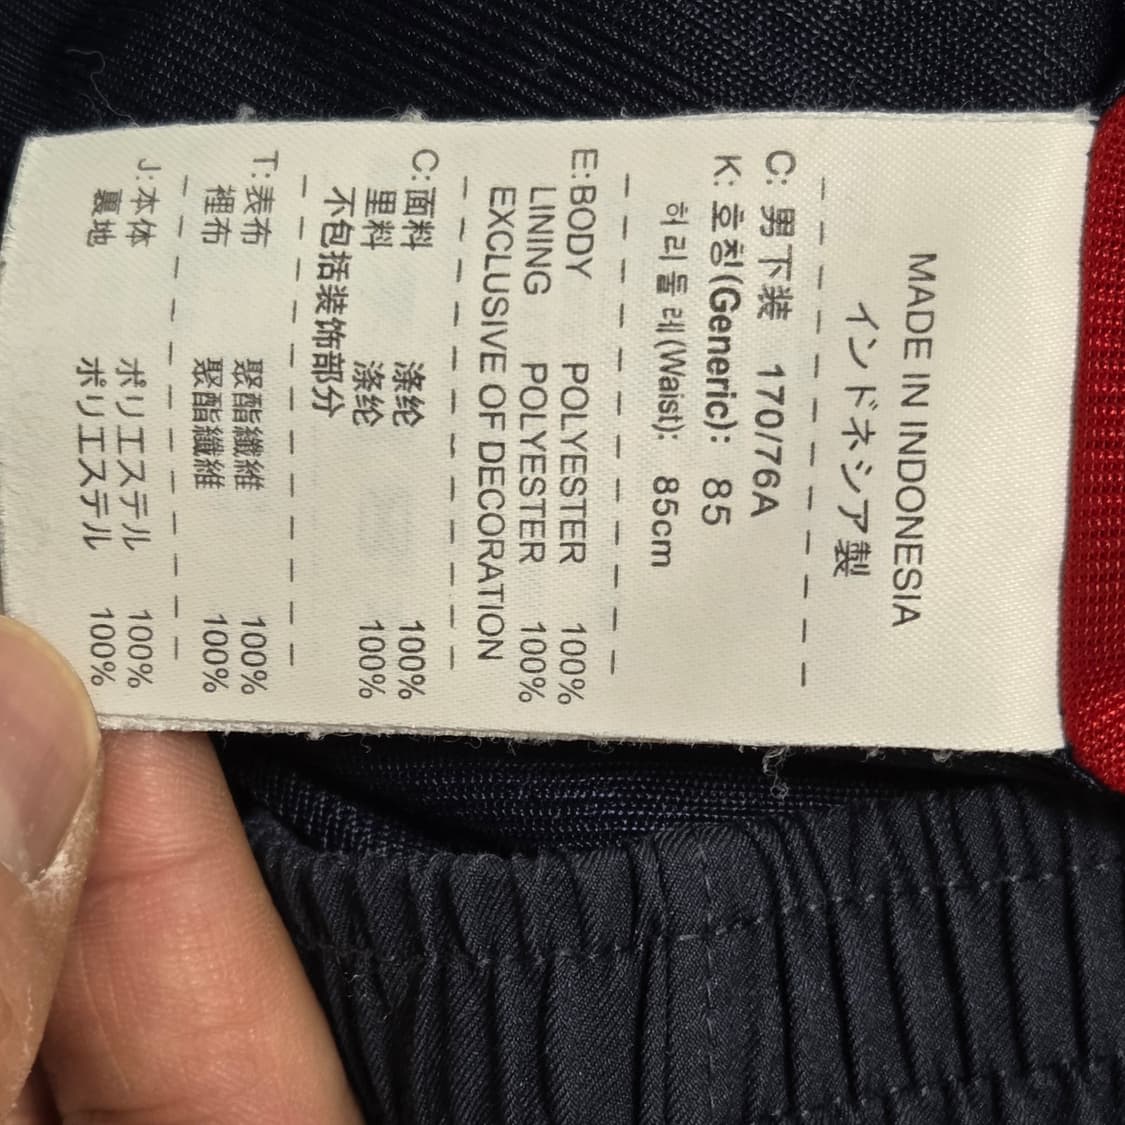 MADE IN INDONESIA
インドネシア製
C: 男下装 170/76A
K: 호칭(Generic): 85
허리둘레(Waist): 85cm
E:BODY POLYESTER 100%
LINING POLYESTER 100%
EXCLUSIVE OF DECORATION
C:面料 涤纶 100%
里料 涤纶 100%
不包括装饰部分
T:表布 聚酯纖維 100%
裡布 聚酯纖維 100%
J:本体 ポリエステル 100%
裏地 ポリエステル 100%